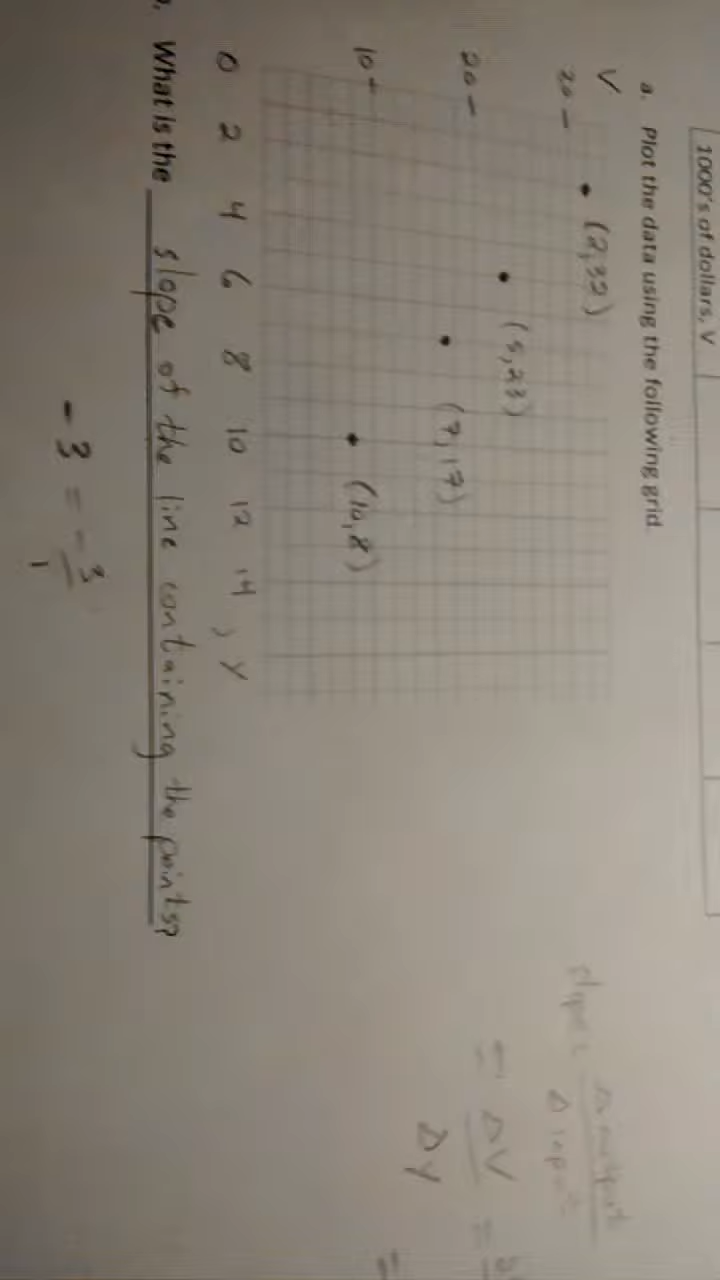 1000's of dollars, V
a. Plot the data using the following grid.
V
20 -
(2,32)
(5,23)
20 -
(7,17)
10 +
(10,8)
0 2 4 6 8 10 12 14 , y
What is the slope of the line containing the points?
- 3 = - 3
1
slope = Δ output
Δ input
= ΔV
Δy
=